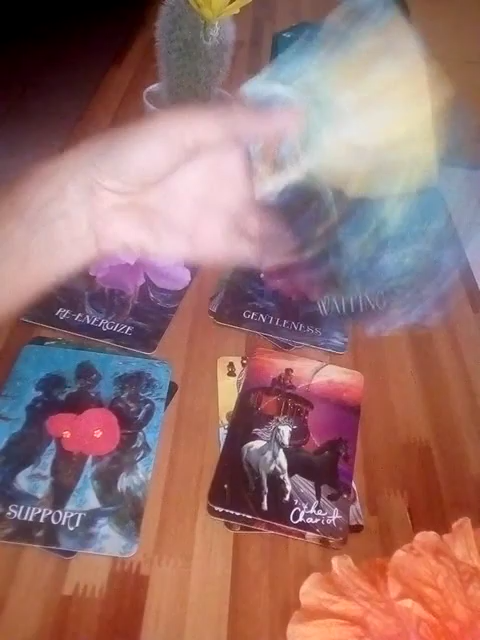 WAITING
RE-ENERGIZE
GENTLENESS
SUPPORT
the
Chariot